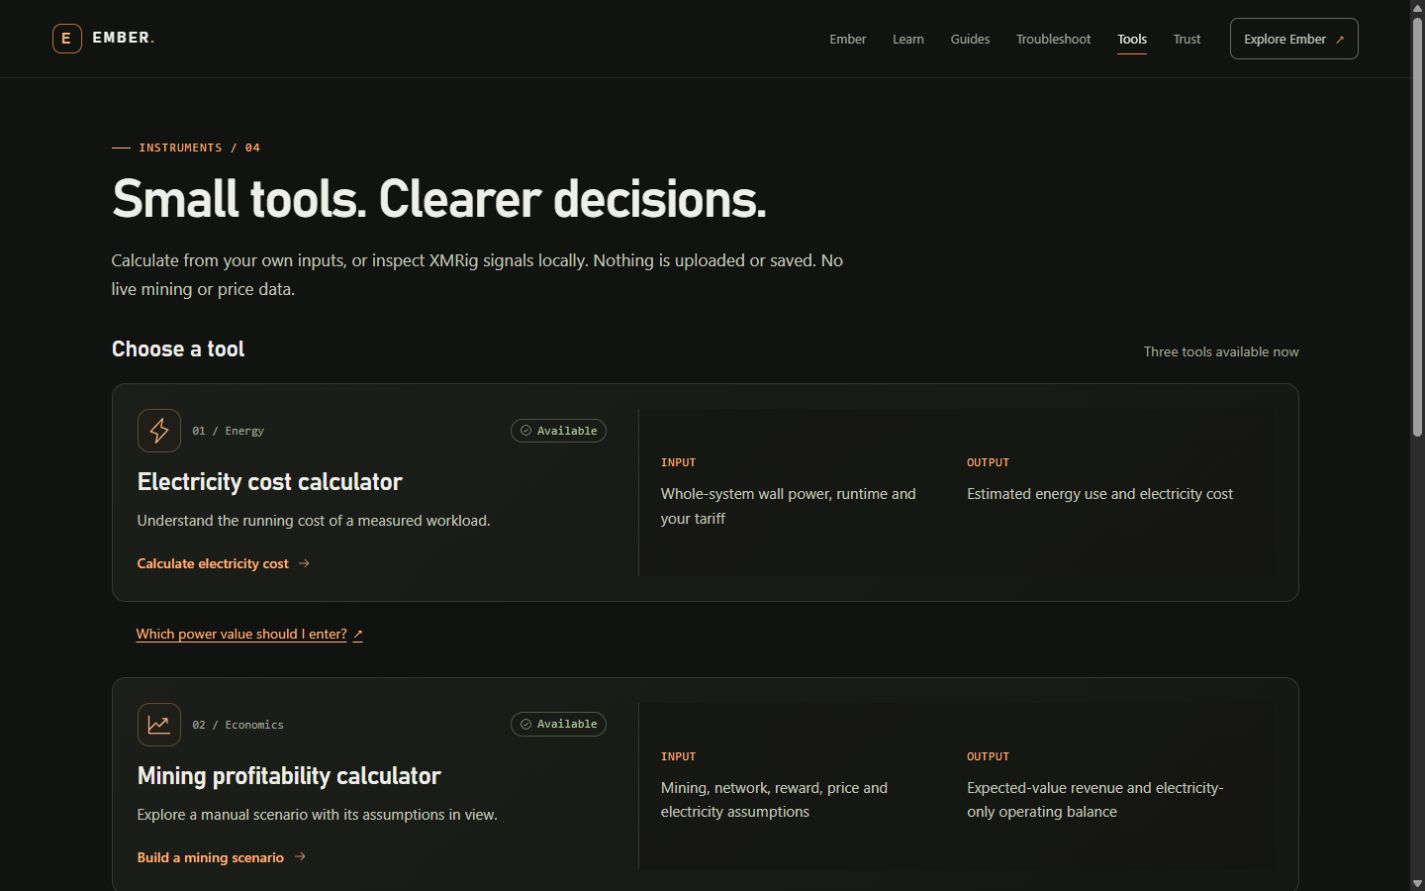 E EMBER.
Ember Learn Guides Troubleshoot Tools Trust Explore Ember ↗
INSTRUMENTS / 04
Small tools. Clearer decisions.
Calculate from your own inputs, or inspect XMRig signals locally. Nothing is uploaded or saved. No
live mining or price data.
Choose a tool
Three tools available now
01 / Energy
Available
Electricity cost calculator
Understand the running cost of a measured workload.
Calculate electricity cost →
INPUT
Whole-system wall power, runtime and
your tariff
OUTPUT
Estimated energy use and electricity cost
Which power value should I enter? ↗
02 / Economics
Available
Mining profitability calculator
Explore a manual scenario with its assumptions in view.
Build a mining scenario →
INPUT
Mining, network, reward, price and
electricity assumptions
OUTPUT
Expected-value revenue and electricity-
only operating balance